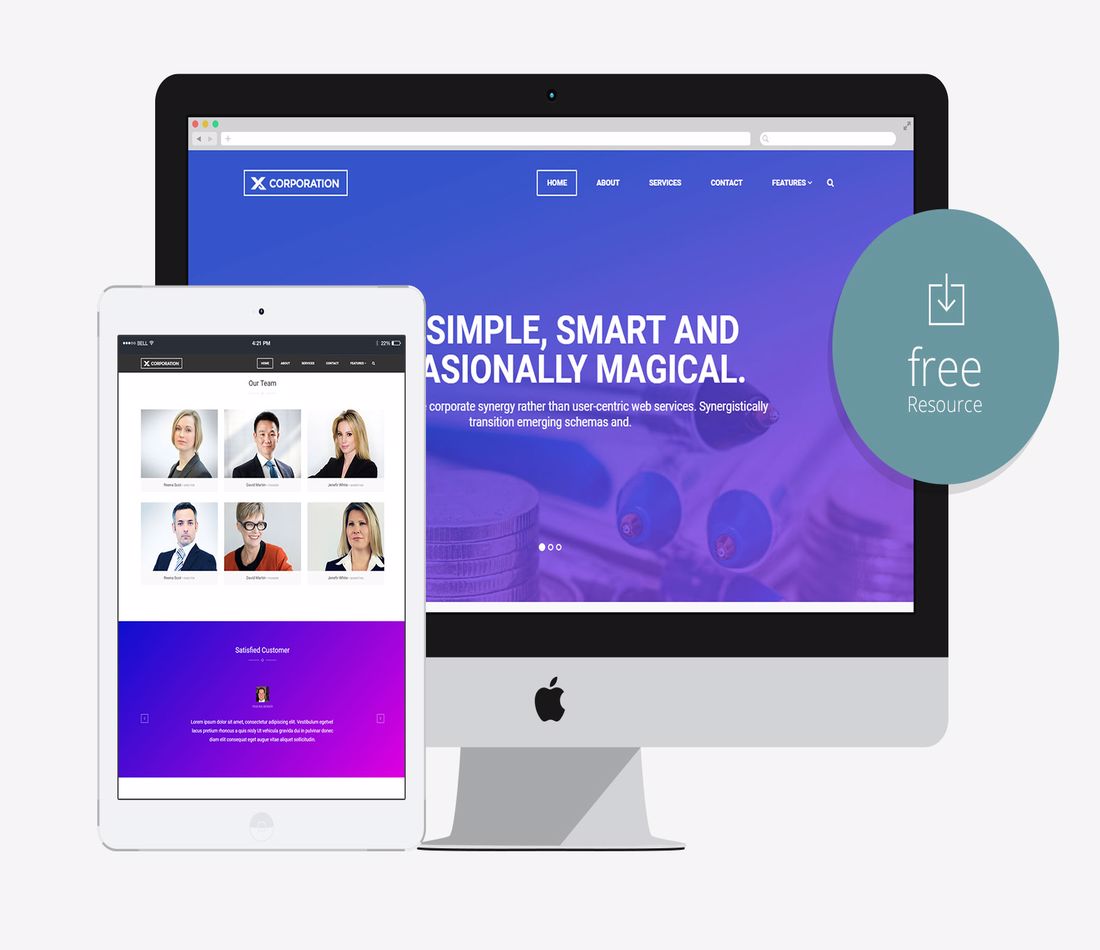 X CORPORATION
HOME ABOUT SERVICES CONTACT FEATURES
SIMPLE, SMART AND
ASIONALLY MAGICAL.
corporate synergy rather than user-centric web services. Synergistically
transition emerging schemas and.
free
Resource
BELL 4:21 PM 22%
X CORPORATION HOME ABOUT SERVICES CONTACT FEATURES
Our Team
Reema Scot David Martin Jenefir White
Reema Scot David Martin Jenefir White
Satisfied Customer
Lorem ipsum dolor sit amet, consectetur adipiscing elit. Vestibulum eget
lacus pretium rhoncus a quis nisly Ut vehicula gravida dui in pulvinar donec
diam elit consequat eget augue vitae aliquet sollicitudin.